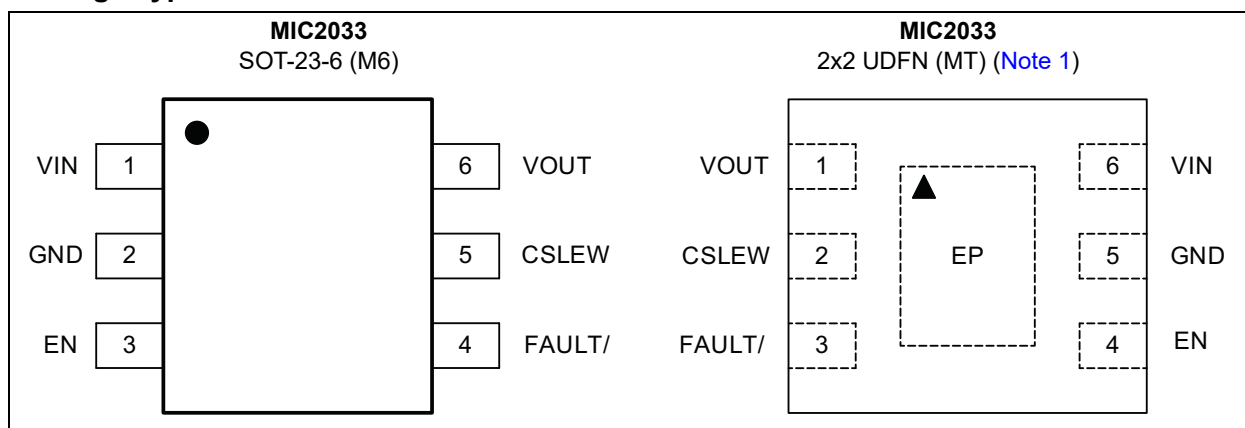 MIC2033
SOT-23-6 (M6)
VIN 1 6 VOUT
GND 2 5 CSLEW
EN 3 4 FAULT/
MIC2033
2x2 UDFN (MT) (Note 1)
VOUT 1 6 VIN
CSLEW 2 EP 5 GND
FAULT/ 3 4 EN